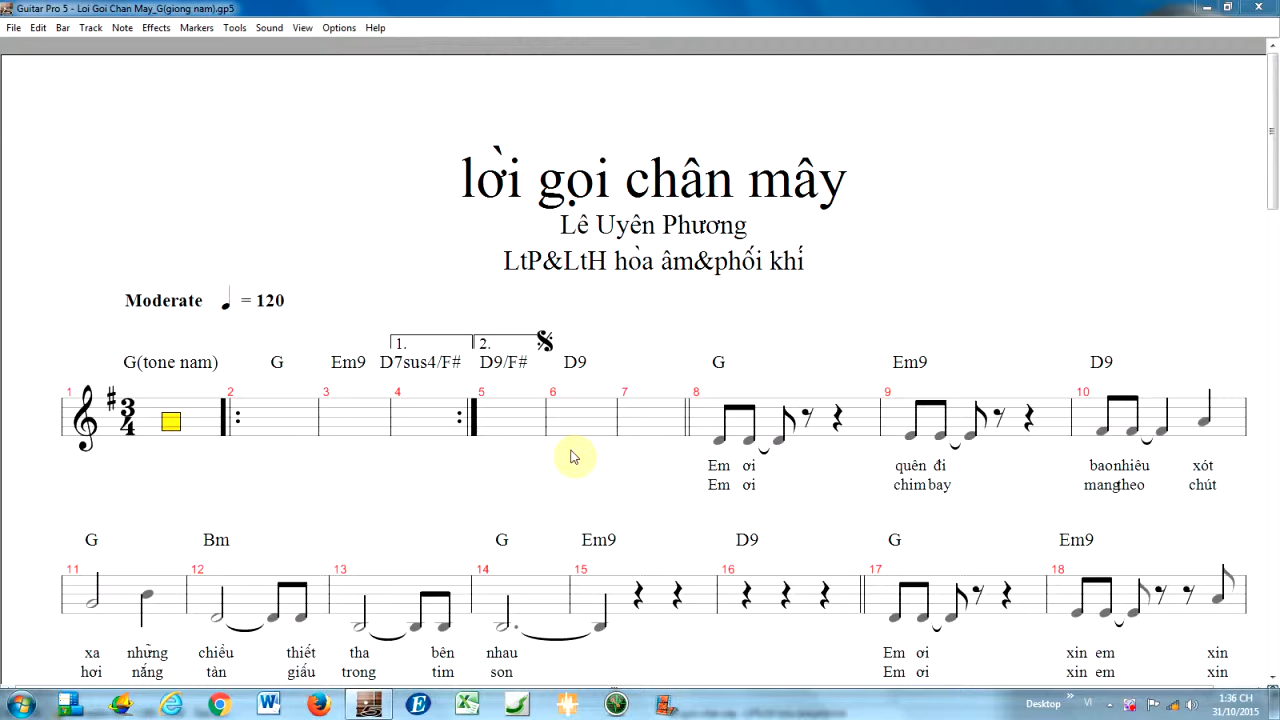 Guitar Pro 5 - Loi Goi Chan May_G(giong nam).gp5
File Edit Bar Track Note Effects Markers Tools Sound View Options Help
lời gọi chân mây
Lê Uyên Phương
LtP&LtH hòa âm&phối khí
Moderate = 120
1. 2.
G(tone nam) G Em9 D7sus4/F# D9/F# D9 G Em9 D9
1 2 3 4 5 6 7 8 9 10
3
4
Em ơi quên đi baonhiêu xót
Em ơi chim bay mangtheo chút
G Bm G Em9 D9 G Em9
11 12 13 14 15 16 17 18
xa những chiều thiết tha bên nhau Em ơi xin em xin
hơi nắng tàn giấu trong tim son Em ơi xin em xin
Desktop VI 1:36 CH
31/10/2015